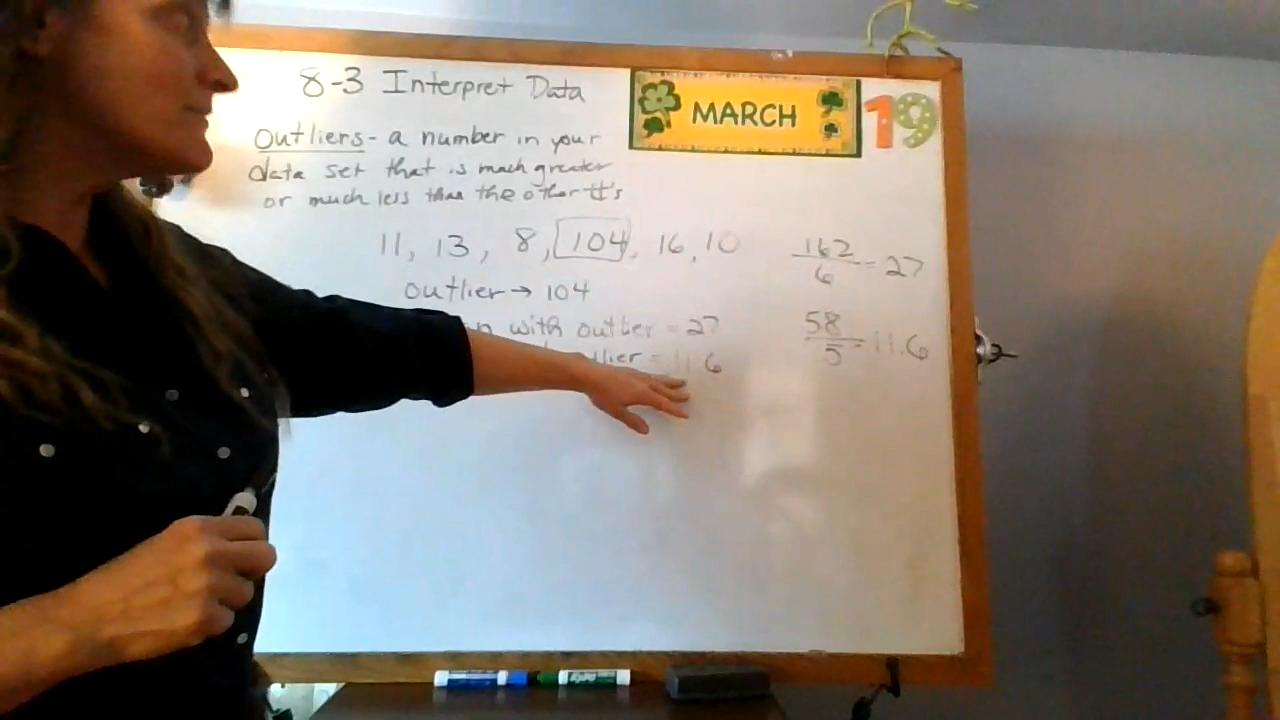 8-3 Interpret Data
MARCH 19
Outliers - a number in your
data set that is much greater
or much less than the other #'s
11, 13, 8, 104, 16, 10
outlier → 104
with outlier = 27
= 11.6
162
6 = 27
58
5 = 11.6